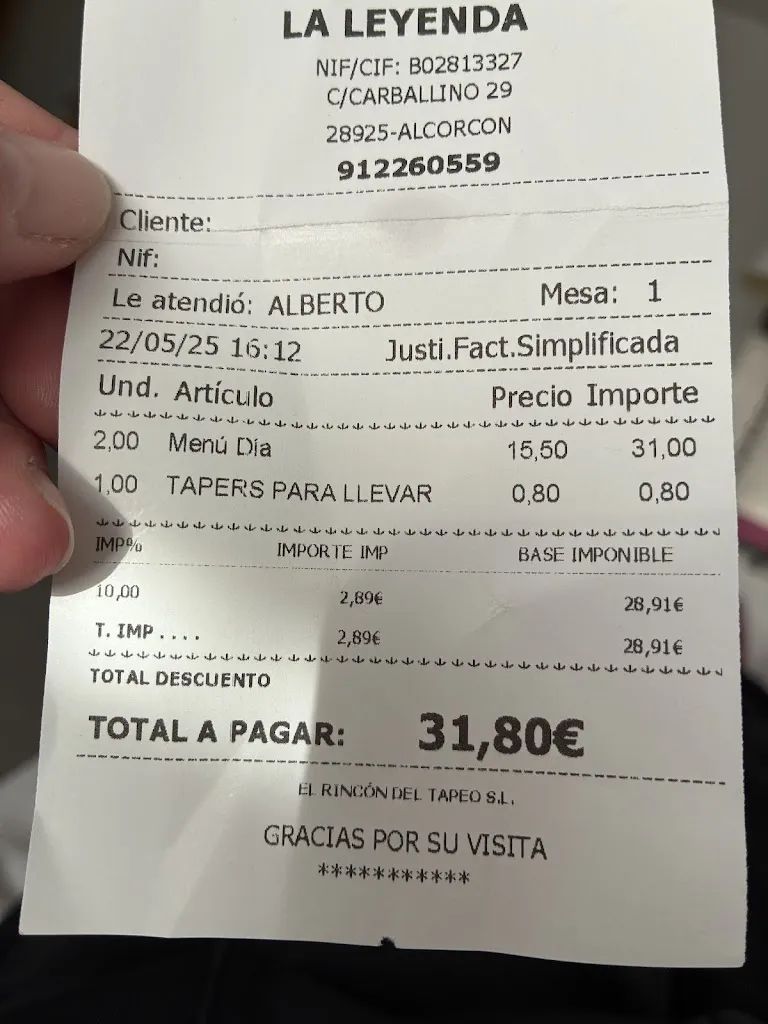 LA LEYENDA
NIF/CIF: B02813327
C/CARBALLINO 29
28925-ALCORCON
912260559
Cliente:
Nif:
Le atendió: ALBERTO Mesa: 1
22/05/25 16:12 Justi.Fact.Simplificada
Und. Artículo Precio Importe
2,00 Menú Día 15,50 31,00
1,00 TAPERS PARA LLEVAR 0,80 0,80
IMP% IMPORTE IMP BASE IMPONIBLE
10,00 2,89€ 28,91€
T. IMP .... 2,89€ 28,91€
TOTAL DESCUENTO
TOTAL A PAGAR: 31,80€
EL RINCÓN DEL TAPEO S.L.
GRACIAS POR SU VISITA
***********